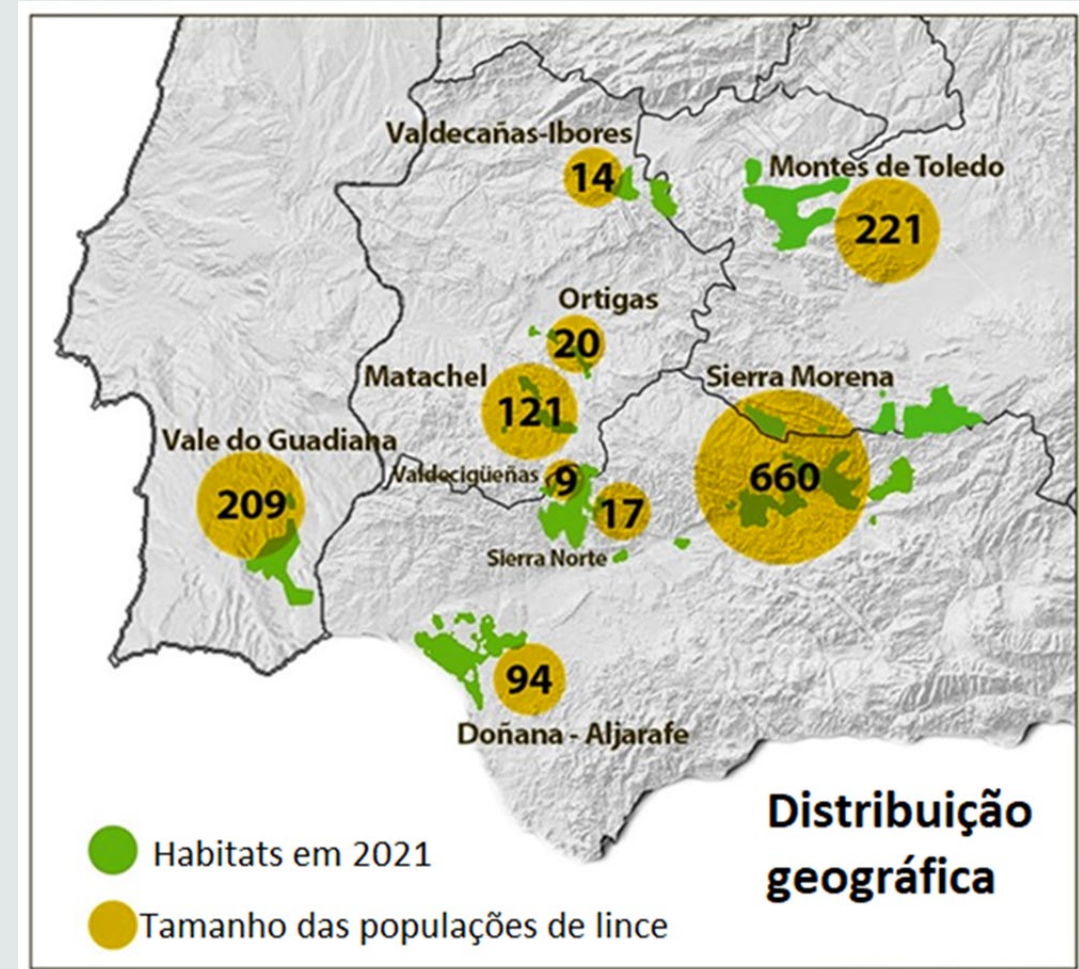 Valdecañas-Ibores
14
Montes de Toledo
221
Ortigas
20
Matachel
121
Sierra Morena
660
Vale do Guadiana
209
Valdecigüeñas
9
17
Sierra Norte
94
Doñana - Aljarafe
Distribuição
geográfica
Habitats em 2021
Tamanho das populações de lince